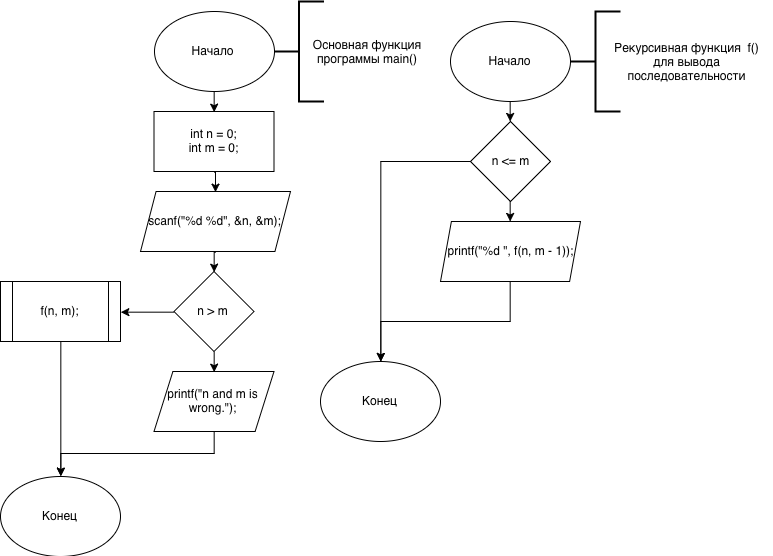 Начало
Основная функция
программы main()
int n = 0;
int m = 0;
scanf("%d %d", &n, &m);
n > m
f(n, m);
printf("n and m is
wrong.");
Конец
Начало
Рекурсивная функция f()
для вывода
последовательности
n <= m
printf("%d ", f(n, m - 1));
Конец